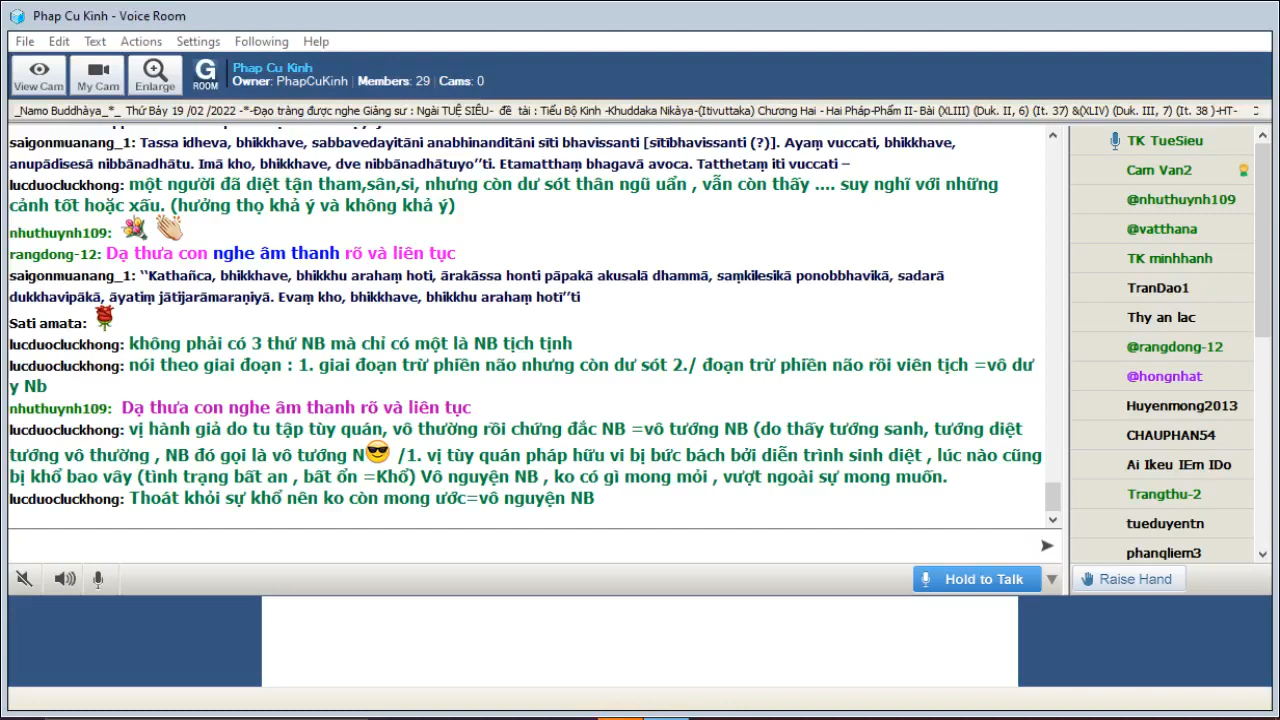 Phap Cu Kinh - Voice Room
File Edit Text Actions Settings Following Help
View Cam My Cam Enlarge G ROOM
Phap Cu Kinh
Owner: PhapCuKinh | Members: 29 | Cams: 0
_Namo Buddhàya_*_ Thứ Bảy 19 /02 /2022 -*-Đạo tràng được nghe Giảng sư : Ngài TUỆ SIÊU- đề tài : Tiểu Bộ Kinh -Khuddaka Nikàya-(Itivuttaka) Chương Hai - Hai Pháp-Phẩm II- Bài (XLIII) (Duk. II, 6) (It. 37) &(XLIV) (Duk. III, 7) (It. 38 )-HT-
saigonmuanang_1: Tassa idheva, bhikkhave, sabbavedayitāni anabhinanditāni sīti bhavissanti [sītibhavissanti (?)]. Ayaṃ vuccati, bhikkhave,
anupādisesā nibbānadhātu. Imā kho, bhikkhave, dve nibbānadhātuyo’’ti. Etamatthaṃ bhagavā avoca. Tatthetaṃ iti vuccati –
lucduocluckhong: một người đã diệt tận tham,sân,si, nhưng còn dư sót thân ngũ uẩn , vẫn còn thấy .... suy nghĩ với những
cảnh tốt hoặc xấu. (hưởng thọ khả ý và không khả ý)
nhuthuynh109:
rangdong-12: Dạ thưa con nghe âm thanh rõ và liên tục
saigonmuanang_1: ‘‘Kathañca, bhikkhave, bhikkhu arahaṃ hoti, ārakāssa honti pāpakā akusalā dhammā, saṃkilesikā ponobbhavikā, sadarā
dukkhavipākā, āyatiṃ jātijarāmaraṇiyā. Evaṃ kho, bhikkhave, bhikkhu arahaṃ hotī’’ti
Sati amata:
lucduocluckhong: không phải có 3 thứ NB mà chỉ có một là NB tịch tịnh
lucduocluckhong: nói theo giai đoạn : 1. giai đoạn trừ phiền não nhưng còn dư sót 2./ đoạn trừ phiền não rồi viên tịch =vô dư
y Nb
nhuthuynh109: Dạ thưa con nghe âm thanh rõ và liên tục
lucduocluckhong: vị hành giả do tu tập tùy quán, vô thường rồi chứng đắc NB =vô tướng NB (do thấy tướng sanh, tướng diệt
tướng vô thường , NB đó gọi là vô tướng N /1. vị tùy quán pháp hữu vi bị bức bách bởi diễn trình sinh diệt , lúc nào cũng
bị khổ bao vây (tình trạng bất an , bất ổn =Khổ) Vô nguyện NB , ko có gì mong mỏi , vượt ngoài sự mong muốn.
lucduocluckhong: Thoát khỏi sự khổ nên ko còn mong ước=vô nguyện NB
TK TueSieu
Cam Van2
@nhuthuynh109
@vatthana
TK minhhanh
TranDao1
Thy an lac
@rangdong-12
@hongnhat
Huyenmong2013
CHAUPHAN54
Ai Ikeu IEm IDo
Trangthu-2
tueduyentn
phanqliem3
Hold to Talk
Raise Hand